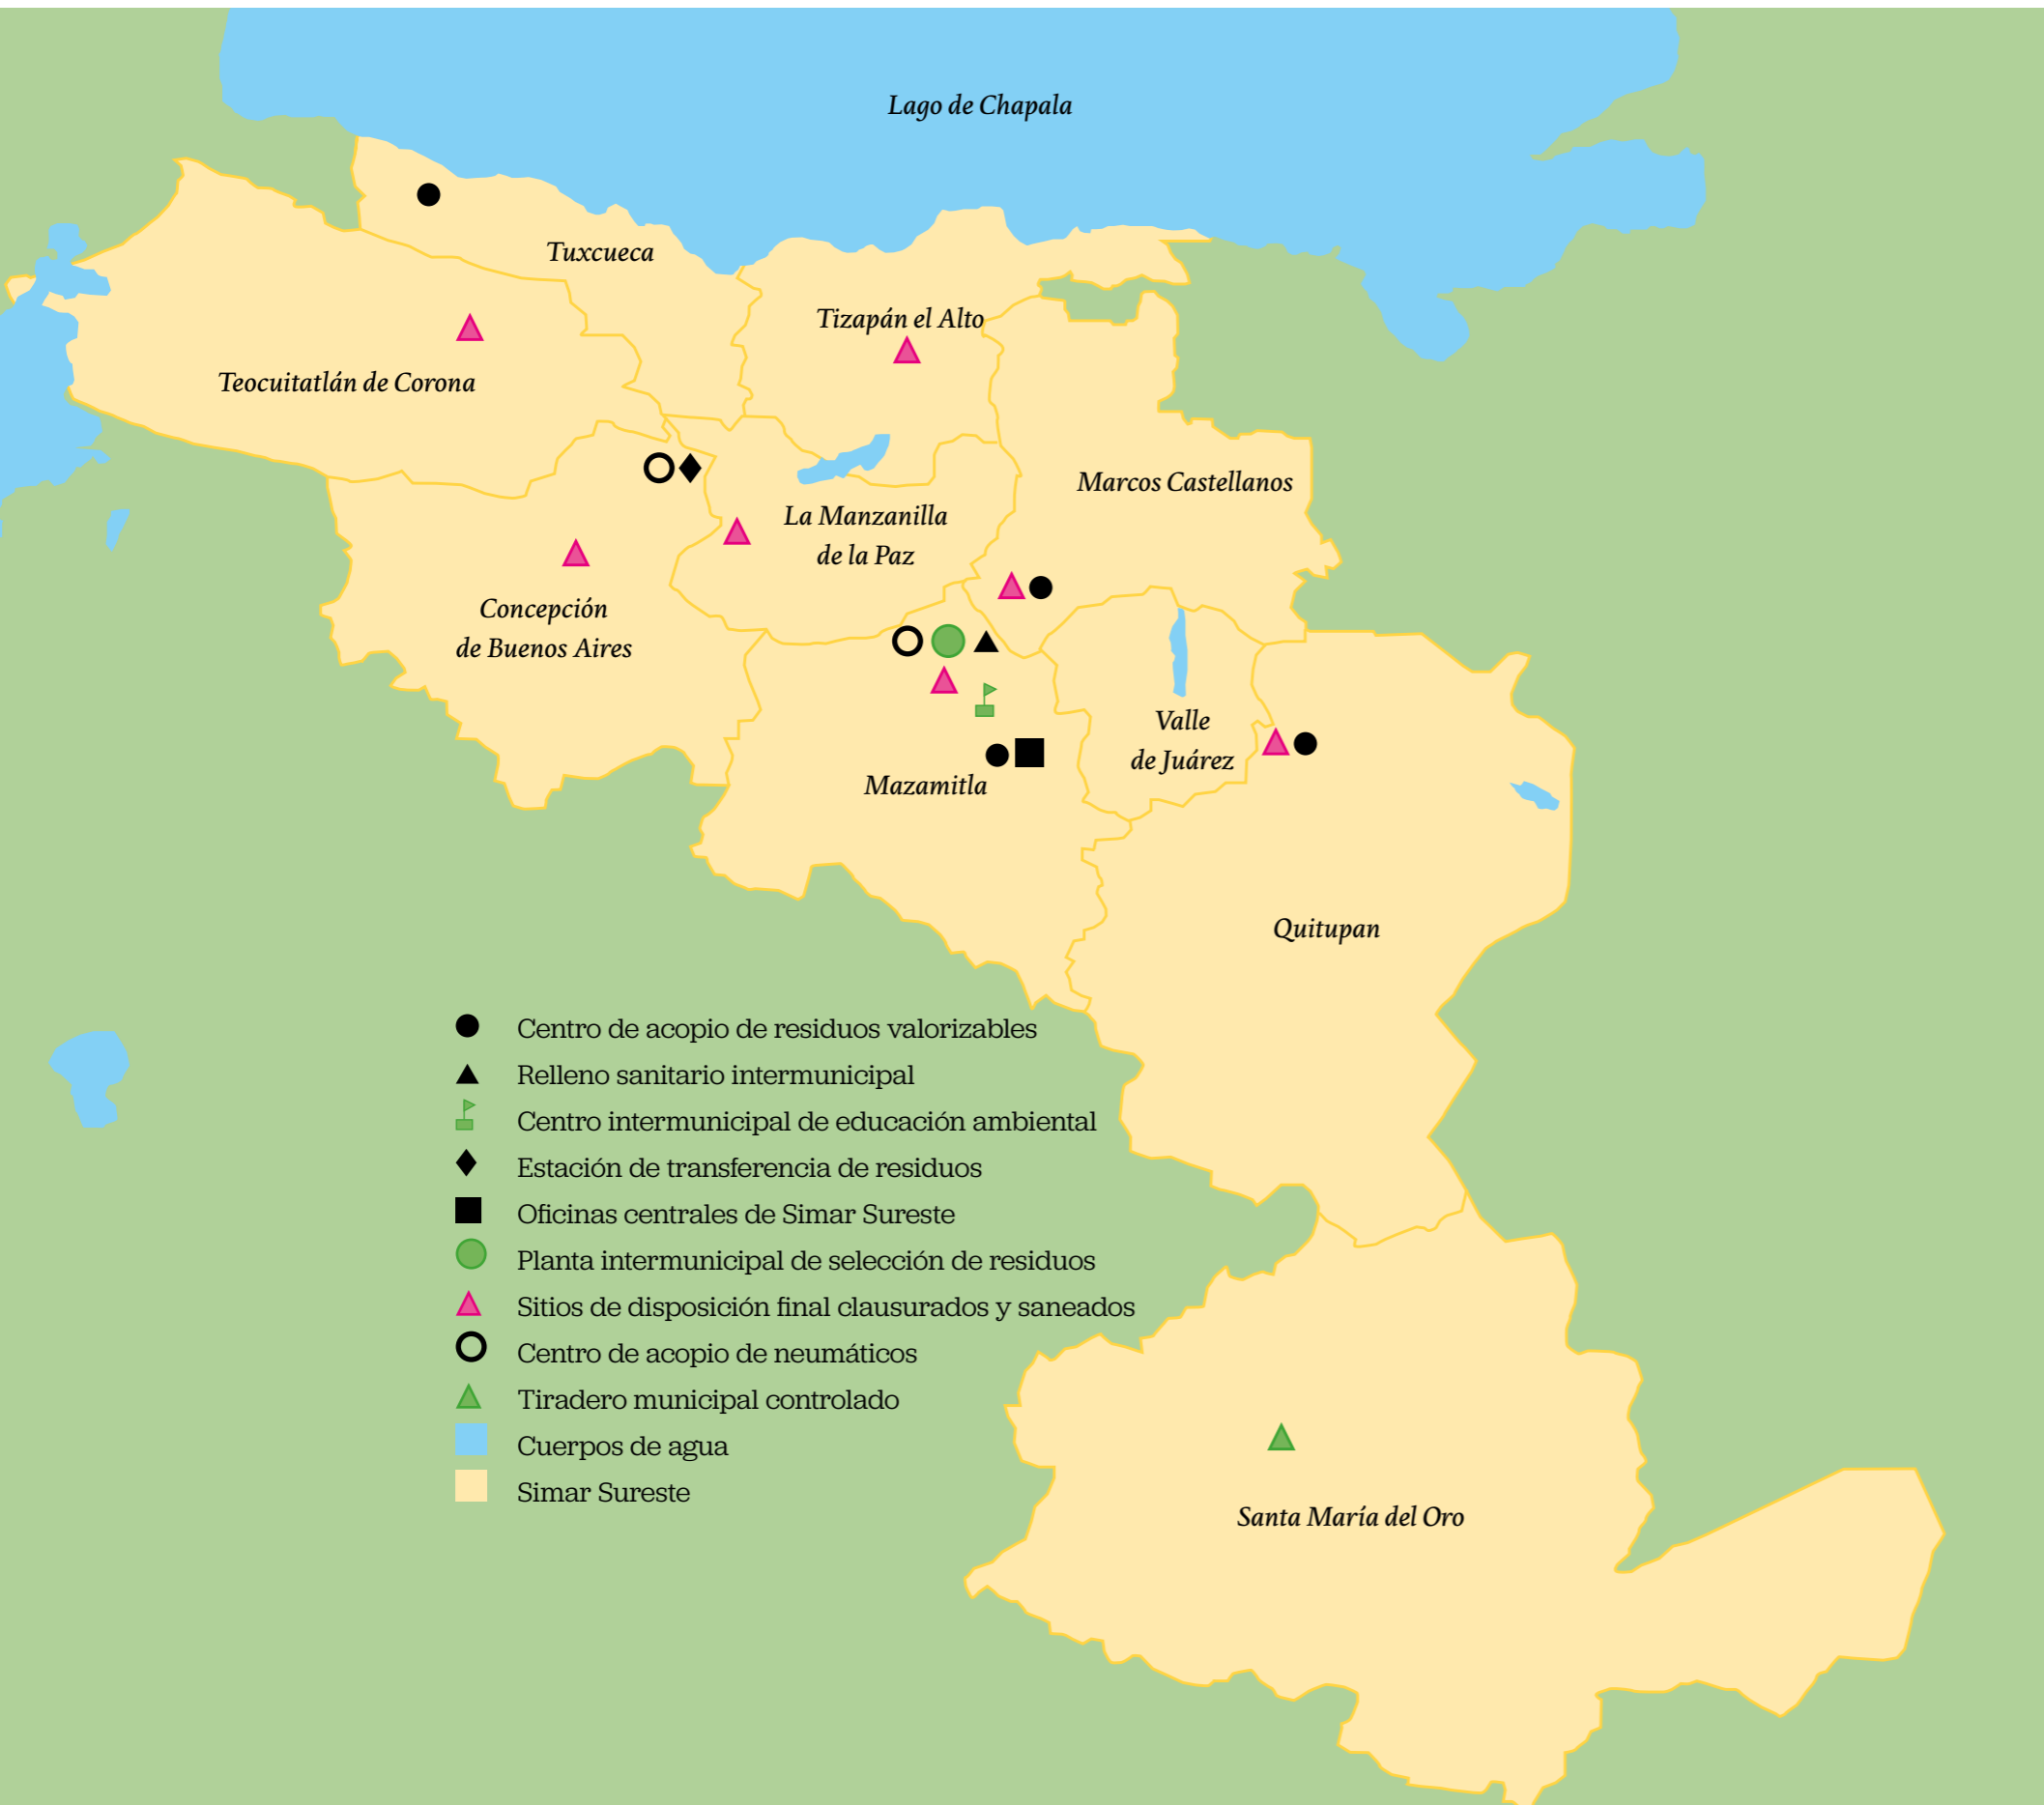 Lago de Chapala
Tuxcueca
Tizapán el Alto
Teocuitatlán de Corona
Marcos Castellanos
La Manzanilla
de la Paz
Concepción
de Buenos Aires
Valle
de Juárez
Mazamitla
Quitupan
Centro de acopio de residuos valorizables
Relleno sanitario intermunicipal
Centro intermunicipal de educación ambiental
Estación de transferencia de residuos
Oficinas centrales de Simar Sureste
Planta intermunicipal de selección de residuos
Sitios de disposición final clausurados y saneados
Centro de acopio de neumáticos
Tiradero municipal controlado
Cuerpos de agua
Simar Sureste
Santa María del Oro